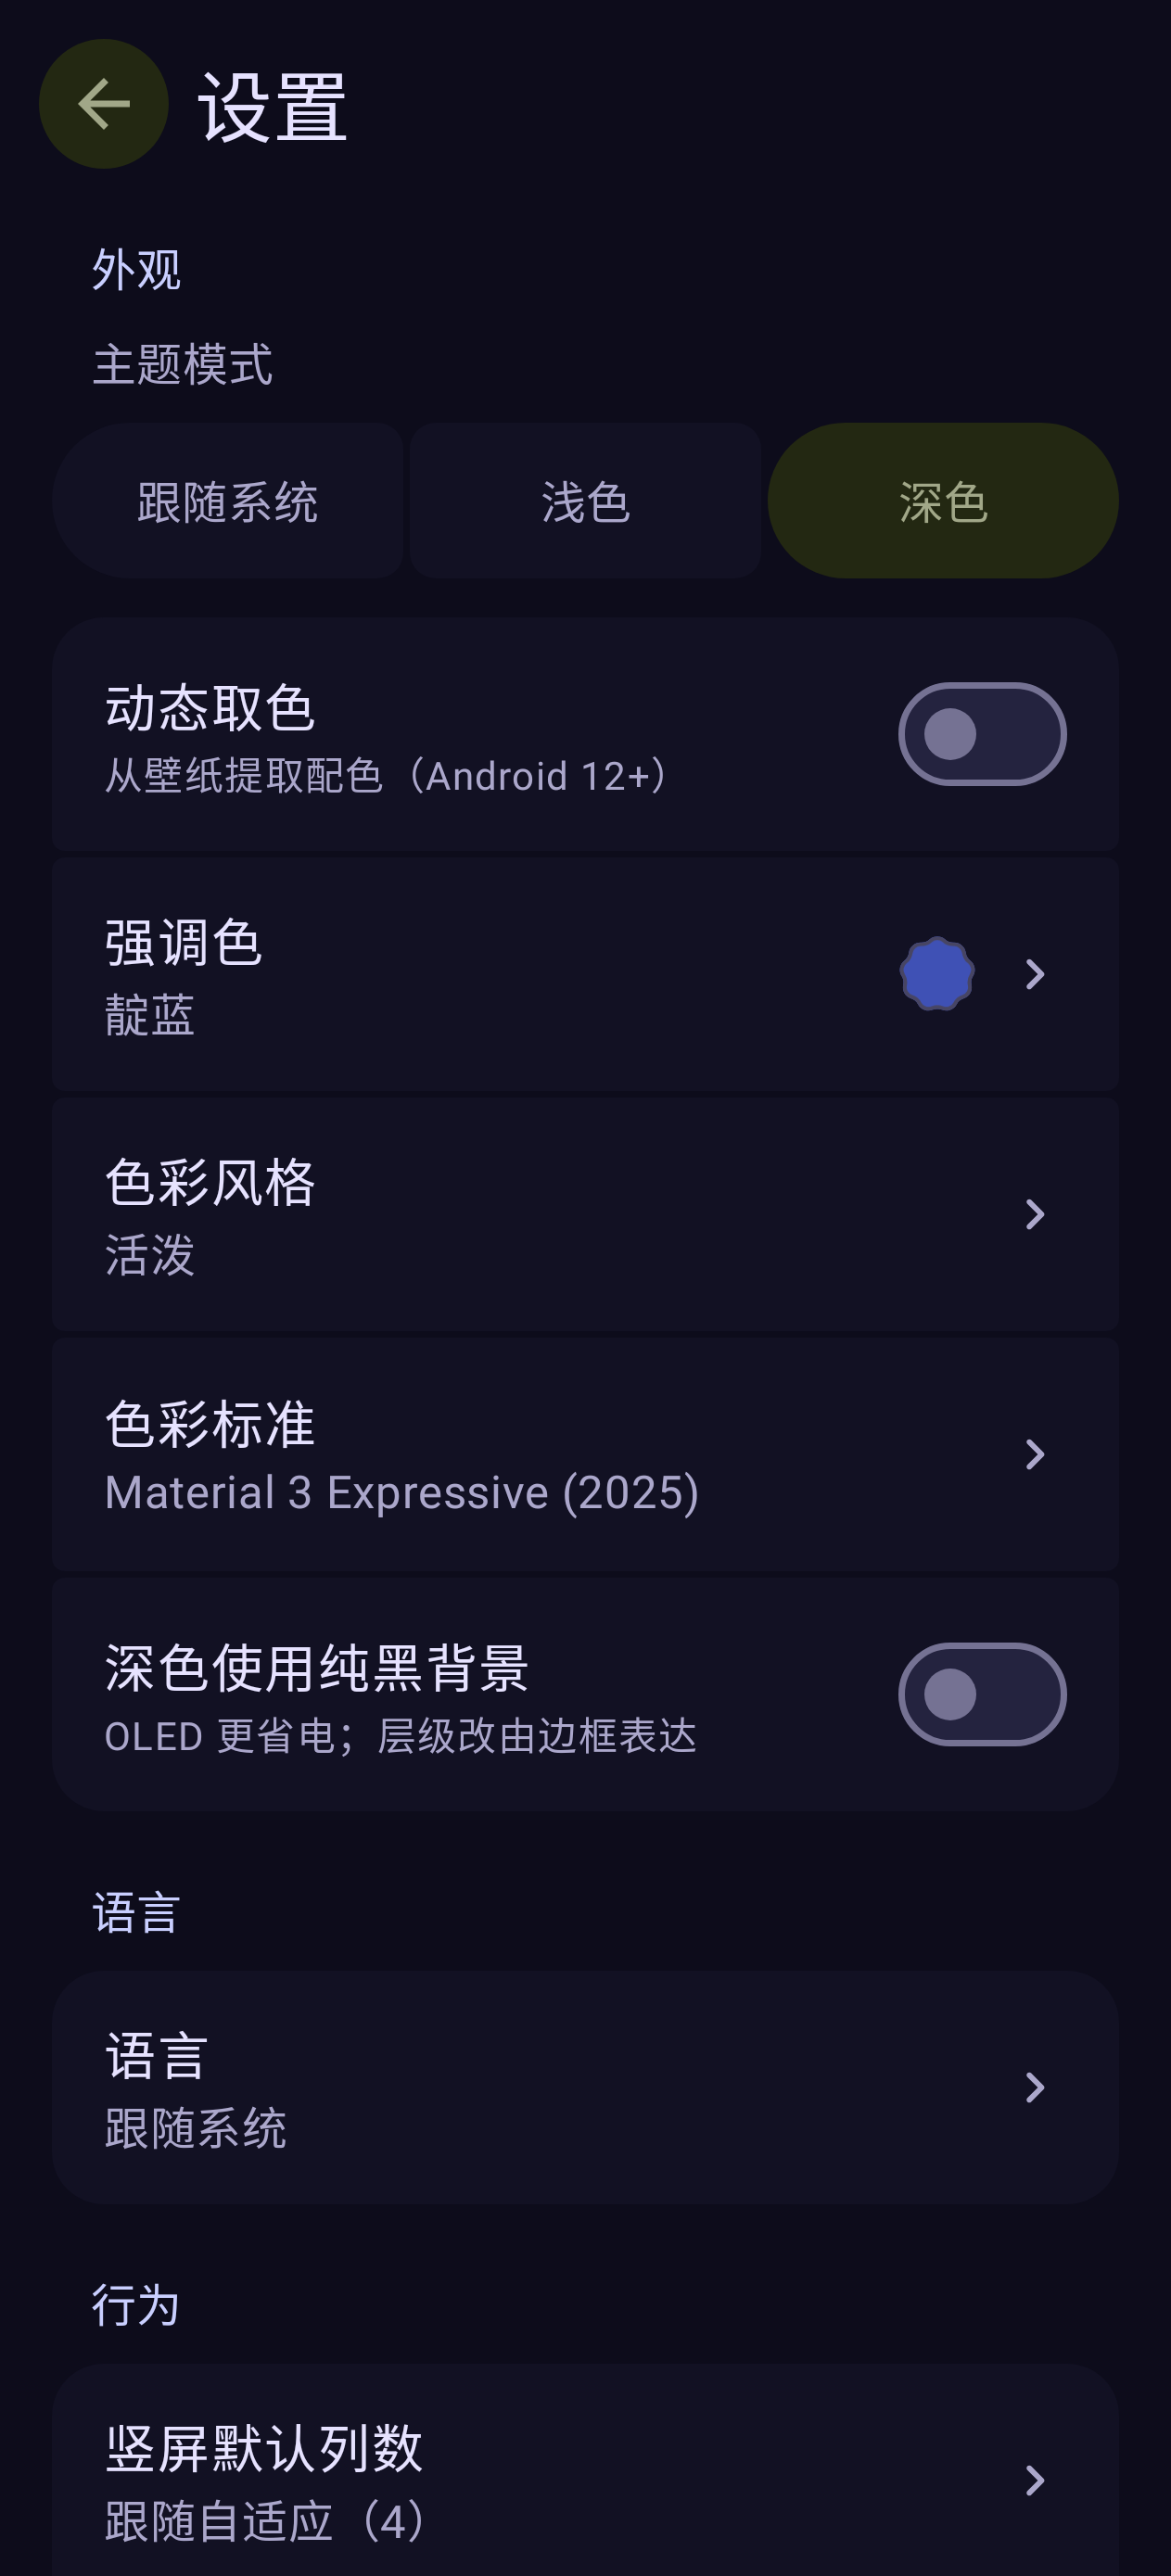 设置
外观
主题模式
跟随系统
浅色
深色
动态取色
从壁纸提取配色（Android 12+）
强调色
靛蓝
色彩风格
活泼
色彩标准
Material 3 Expressive (2025)
深色使用纯黑背景
OLED 更省电；层级改由边框表达
语言
语言
跟随系统
行为
竖屏默认列数
跟随自适应（4）